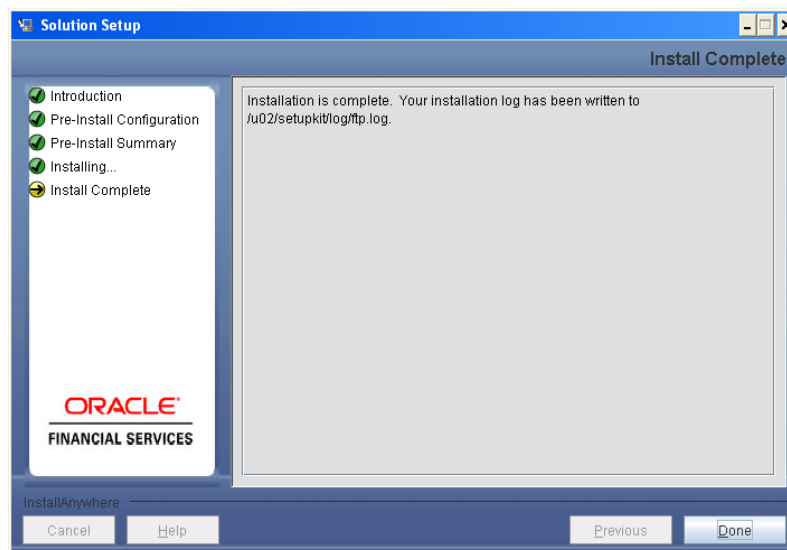 Solution Setup
Install Complete
Introduction
Pre-Install Configuration
Pre-Install Summary
Installing...
Install Complete
Installation is complete. Your installation log has been written to
/u02/setupkit/log/ftp.log.
ORACLE
FINANCIAL SERVICES
InstallAnywhere
Cancel
Help
Previous
Done